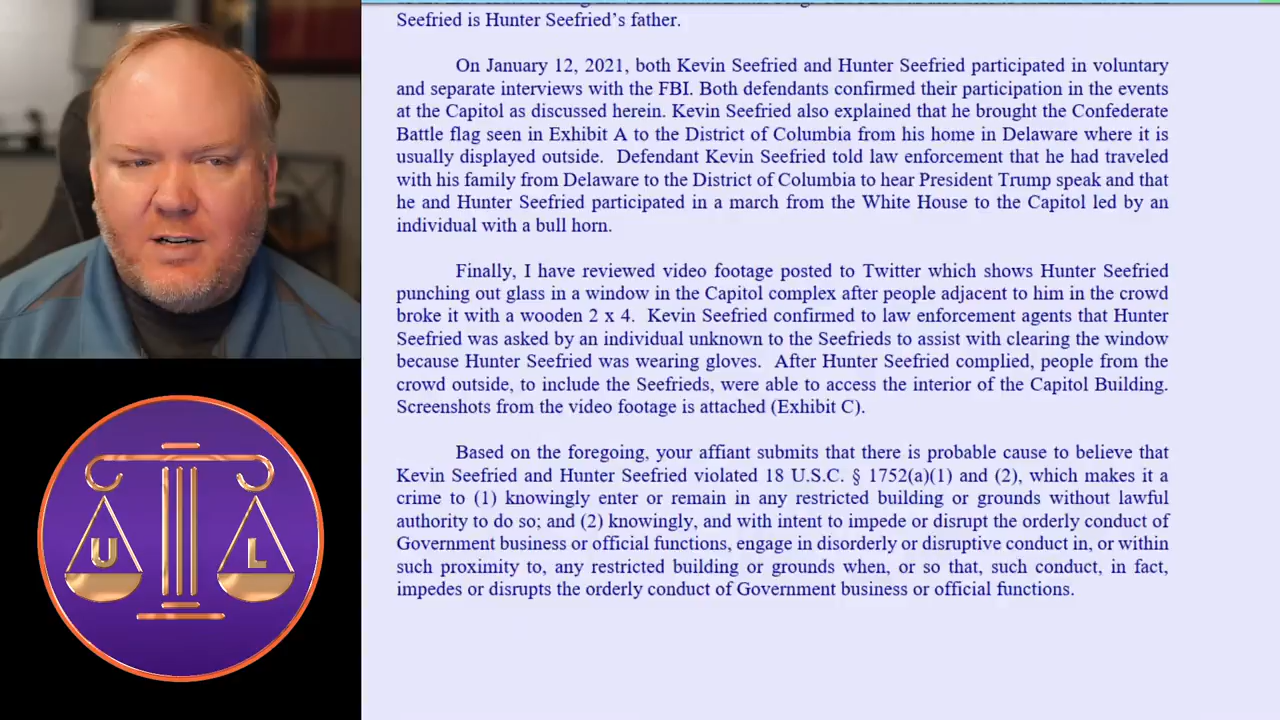 Seefried is Hunter Seefried's father.
On January 12, 2021, both Kevin Seefried and Hunter Seefried participated in voluntary
and separate interviews with the FBI. Both defendants confirmed their participation in the events
at the Capitol as discussed herein. Kevin Seefried also explained that he brought the Confederate
Battle flag seen in Exhibit A to the District of Columbia from his home in Delaware where it is
usually displayed outside. Defendant Kevin Seefried told law enforcement that he had traveled
with his family from Delaware to the District of Columbia to hear President Trump speak and that
he and Hunter Seefried participated in a march from the White House to the Capitol led by an
individual with a bull horn.
Finally, I have reviewed video footage posted to Twitter which shows Hunter Seefried
punching out glass in a window in the Capitol complex after people adjacent to him in the crowd
broke it with a wooden 2 x 4. Kevin Seefried confirmed to law enforcement agents that Hunter
Seefried was asked by an individual unknown to the Seefrieds to assist with clearing the window
because Hunter Seefried was wearing gloves. After Hunter Seefried complied, people from the
crowd outside, to include the Seefrieds, were able to access the interior of the Capitol Building.
Screenshots from the video footage is attached (Exhibit C).
Based on the foregoing, your affiant submits that there is probable cause to believe that
Kevin Seefried and Hunter Seefried violated 18 U.S.C. § 1752(a)(1) and (2), which makes it a
crime to (1) knowingly enter or remain in any restricted building or grounds without lawful
authority to do so; and (2) knowingly, and with intent to impede or disrupt the orderly conduct of
Government business or official functions, engage in disorderly or disruptive conduct in, or within
such proximity to, any restricted building or grounds when, or so that, such conduct, in fact,
impedes or disrupts the orderly conduct of Government business or official functions.
U L